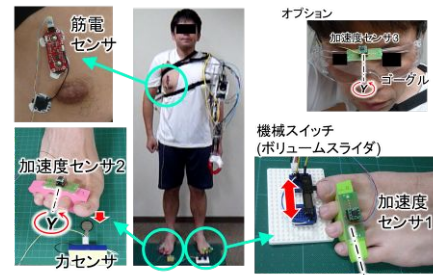 筋電
センサ
オプション
加速度センサ3
ゴーグル
Y
加速度センサ2
Y
力センサ
機械スイッチ
(ボリュームスライダ)
加速度
センサ1